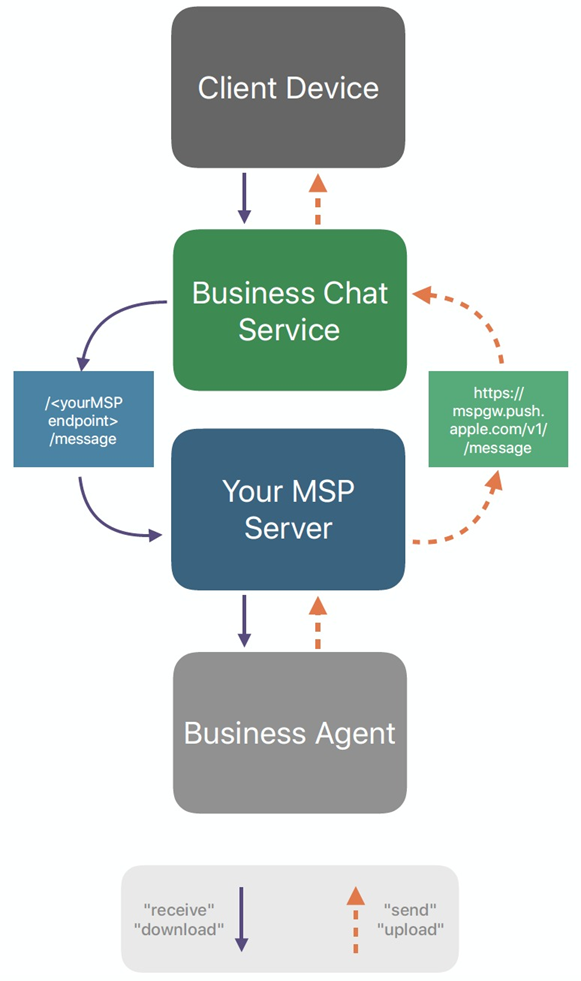 Client Device
Business Chat
Service
/<yourMSP
endpoint>
/message
https://
mspgw.push.
apple.com/v1/
/message
Your MSP
Server
Business Agent
"receive"
"download"
"send"
"upload"